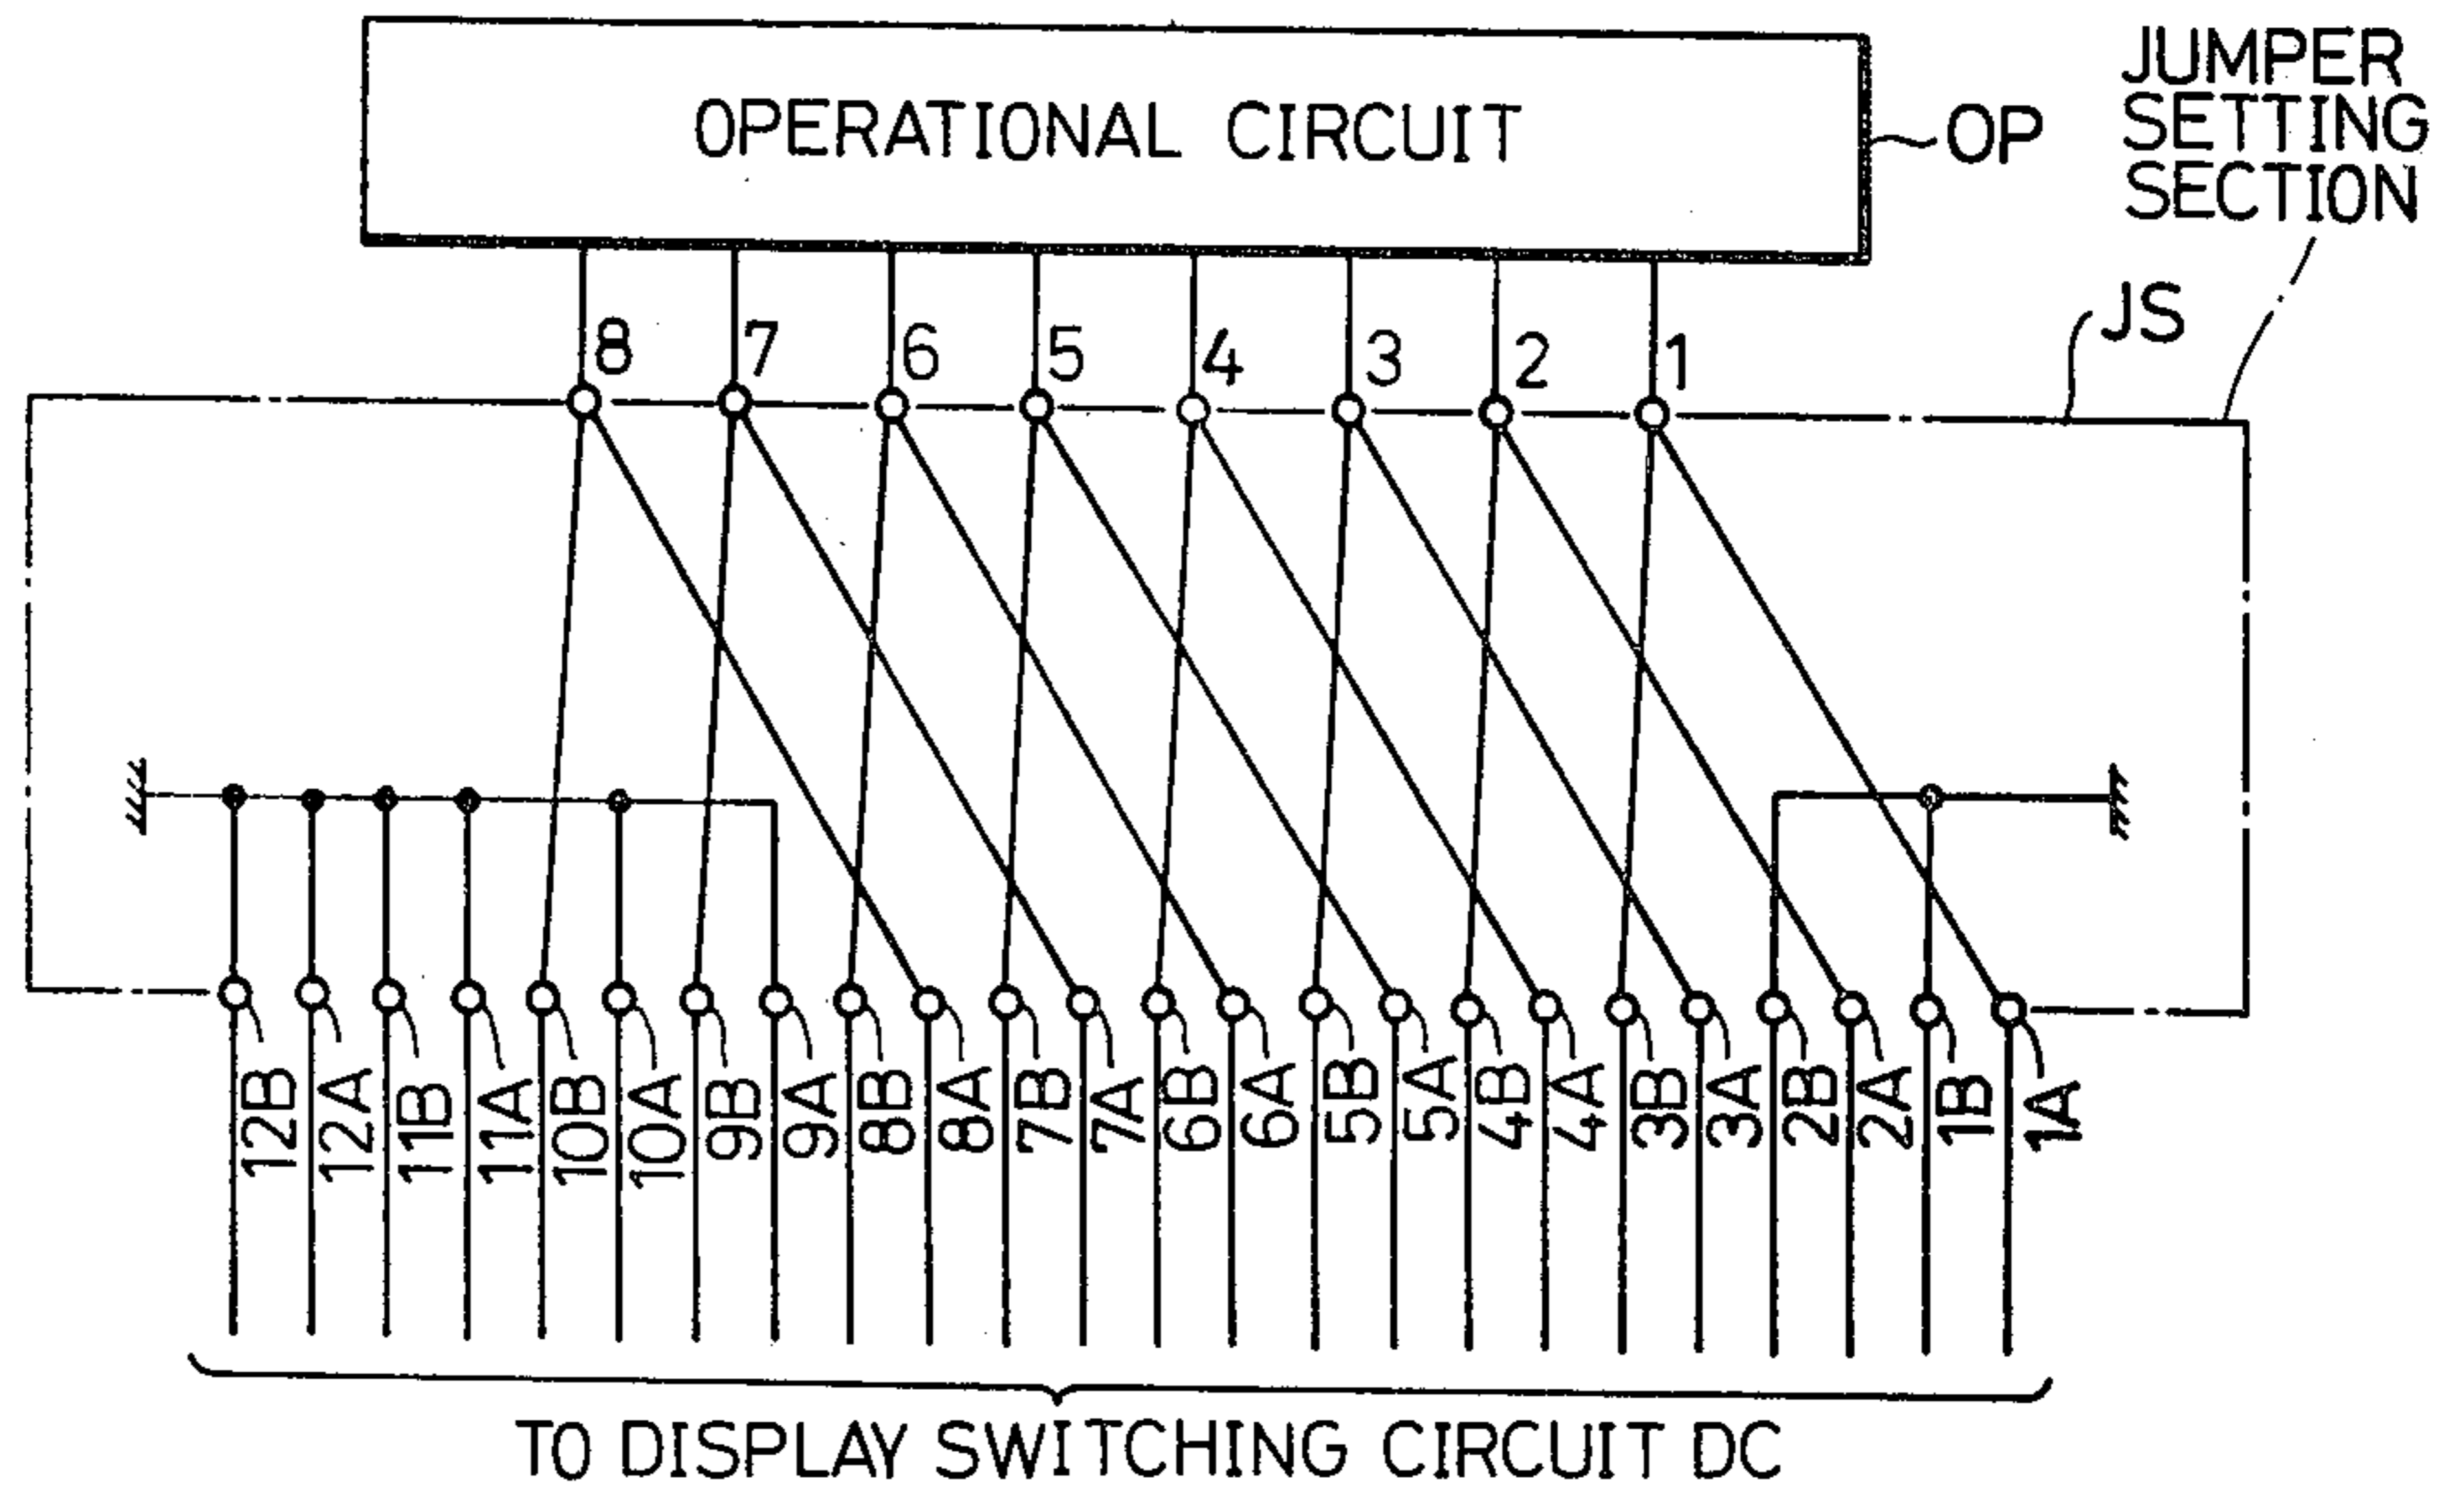 OPERATIONAL CIRCUIT
OP
JUMPER
SETTING
SECTION
JS
8 7 6 5 4 3 2 1
12B 12A 11B 11A 10B 10A 9B 9A 8B 8A 7B 7A 6B 6A 5B 5A 4B 4A 3B 3A 2B 2A 1B 1A
TO DISPLAY SWITCHING CIRCUIT DC